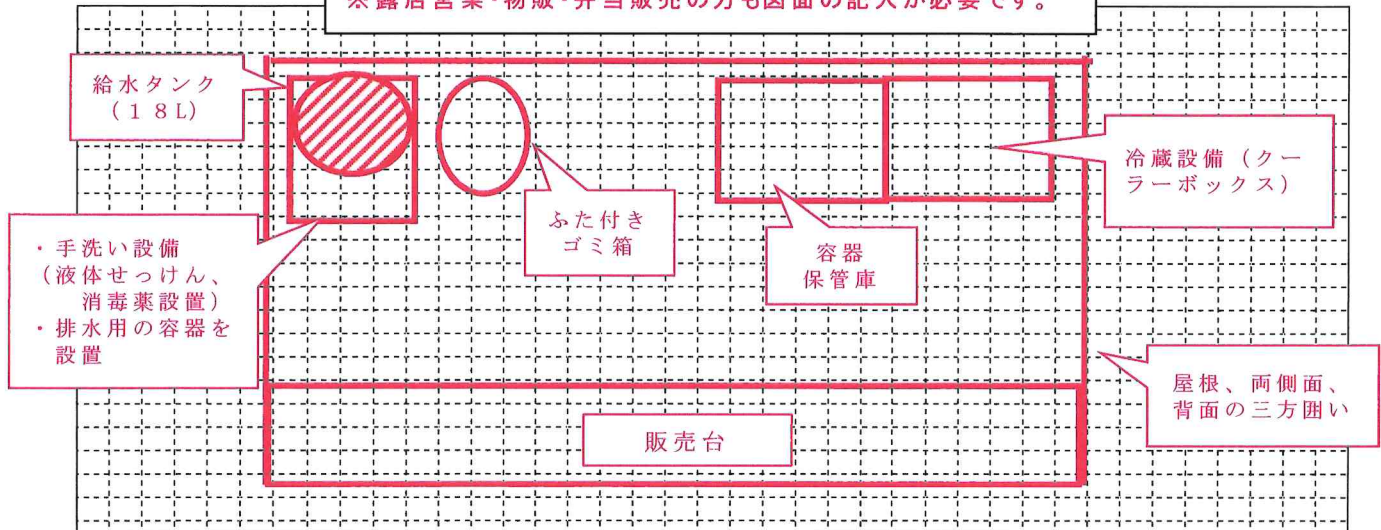 ※露店営業・物販・弁当販売の方も図面の記入が必要です。
給水タンク
（１８L）
冷蔵設備（クー
ラーボックス）
ふた付き
ゴミ箱
容器
保管庫
・手洗い設備
（液体せっけん、
消毒薬設置）
・排水用の容器を
設置
屋根、両側面、
背面の三方囲い
販売台